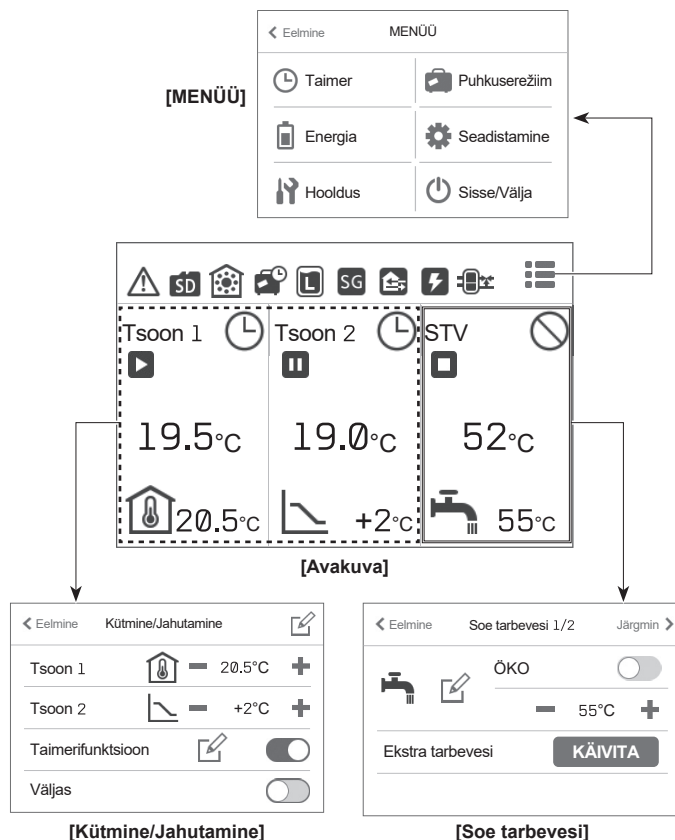 Eelmine MENÜÜ
[MENÜÜ]
Taimer Puhkuserežiim
Energia Seadistamine
Hooldus Sisse/Välja
SD L SG
Tsoon 1 Tsoon 2 STV
19.5°C 19.0°C 52°C
20.5°C +2°C 55°C
[Avakuva]
Eelmine Kütmine/Jahutamine
Tsoon 1 20.5°C
Tsoon 2 +2°C
Taimerifunktsioon
Väljas
[Kütmine/Jahutamine]
Eelmine Soe tarbevesi 1/2 Järgmin
ÖKO
55°C
Ekstra tarbevesi KÄIVITA
[Soe tarbevesi]